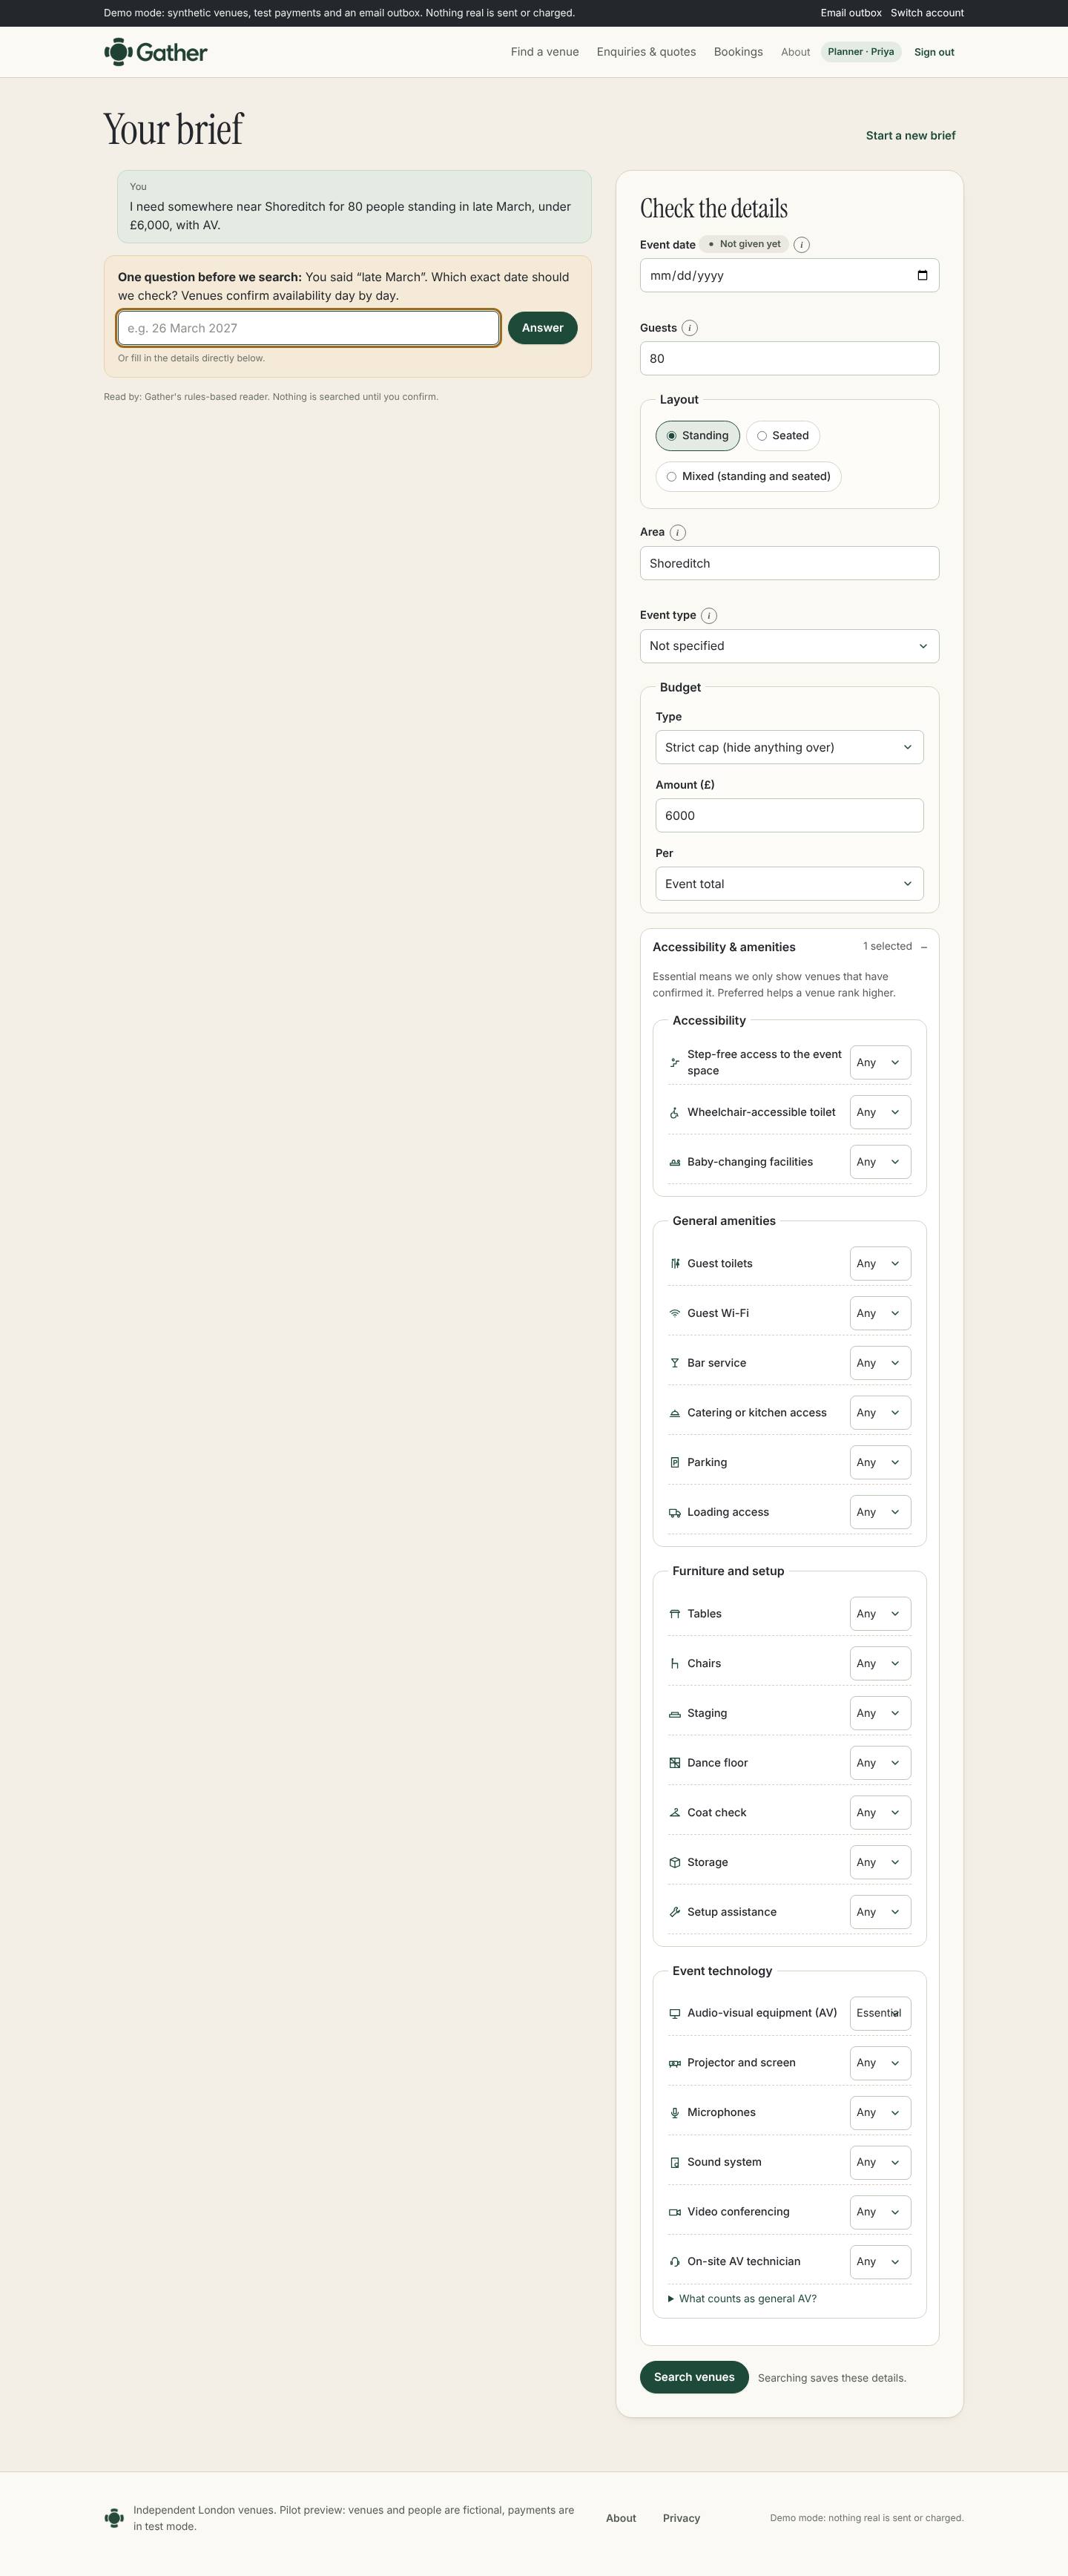 Demo mode: synthetic venues, test payments and an email outbox. Nothing real is sent or charged.
Email outbox Switch account
Gather
Find a venue Enquiries & quotes Bookings About Planner · Priya Sign out
Your brief
Start a new brief
You
I need somewhere near Shoreditch for 80 people standing in late March, under
£6,000, with AV.
One question before we search: You said “late March”. Which exact date should
we check? Venues confirm availability day by day.
e.g. 26 March 2027
Answer
Or fill in the details directly below.
Read by: Gather's rules-based reader. Nothing is searched until you confirm.
Check the details
Event date • Not given yet i
mm/dd/yyyy
Guests i
80
Layout
Standing Seated
Mixed (standing and seated)
Area i
Shoreditch
Event type i
Not specified
Budget
Type
Strict cap (hide anything over)
Amount (£)
6000
Per
Event total
Accessibility & amenities 1 selected –
Essential means we only show venues that have
confirmed it. Preferred helps a venue rank higher.
Accessibility
Step-free access to the event
space
Any
Wheelchair-accessible toilet Any
Baby-changing facilities Any
General amenities
Guest toilets Any
Guest Wi-Fi Any
Bar service Any
Catering or kitchen access Any
Parking Any
Loading access Any
Furniture and setup
Tables Any
Chairs Any
Staging Any
Dance floor Any
Coat check Any
Storage Any
Setup assistance Any
Event technology
Audio-visual equipment (AV) Essential
Projector and screen Any
Microphones Any
Sound system Any
Video conferencing Any
On-site AV technician Any
What counts as general AV?
Search venues Searching saves these details.
Independent London venues. Pilot preview: venues and people are fictional, payments are
in test mode.
About Privacy
Demo mode: nothing real is sent or charged.